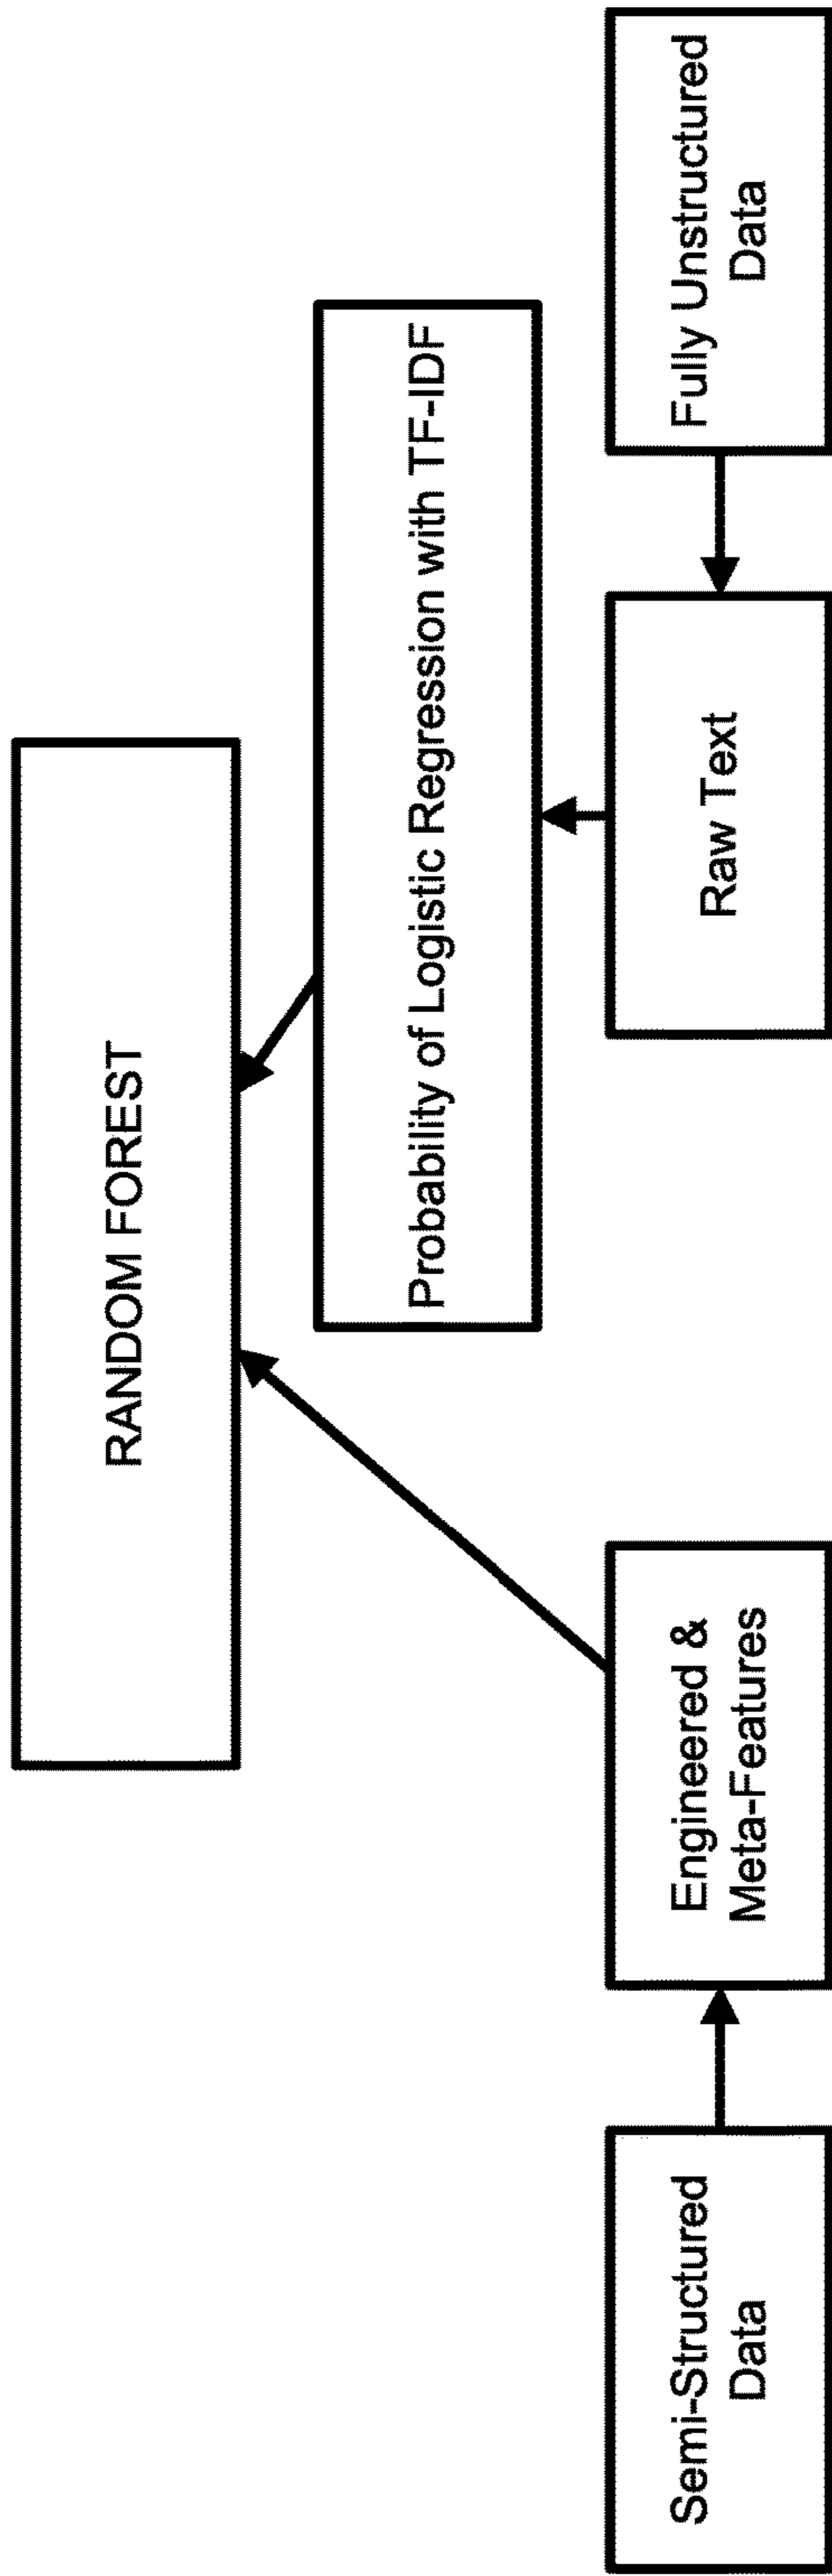 RANDOM FOREST
Probability of Logistic Regression with TF-IDF
Semi-Structured
Data
Engineered &
Meta-Features
Raw Text
Fully Unstructured
Data